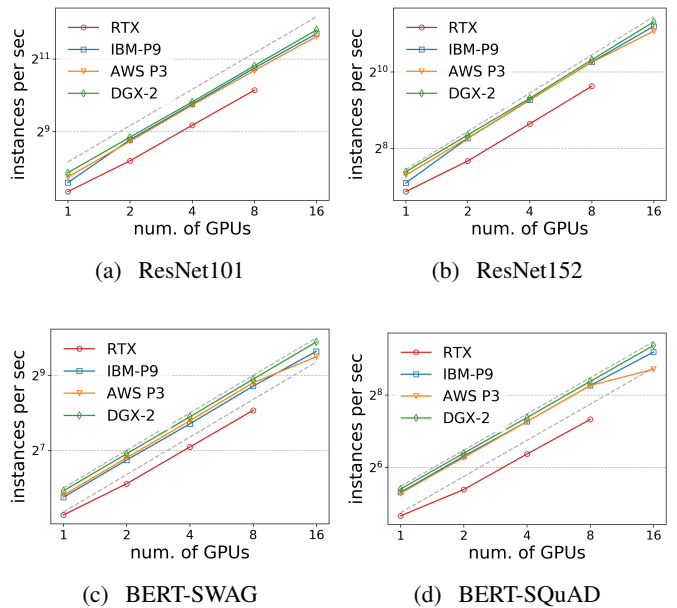 instances per sec
2^11
2^9
RTX
IBM-P9
AWS P3
DGX-2
1 2 4 8 16
num. of GPUs
(a) ResNet101
instances per sec
2^10
2^8
RTX
IBM-P9
AWS P3
DGX-2
1 2 4 8 16
num. of GPUs
(b) ResNet152
instances per sec
2^9
2^7
RTX
IBM-P9
AWS P3
DGX-2
1 2 4 8 16
num. of GPUs
(c) BERT-SWAG
instances per sec
2^8
2^6
RTX
IBM-P9
AWS P3
DGX-2
1 2 4 8 16
num. of GPUs
(d) BERT-SQuAD